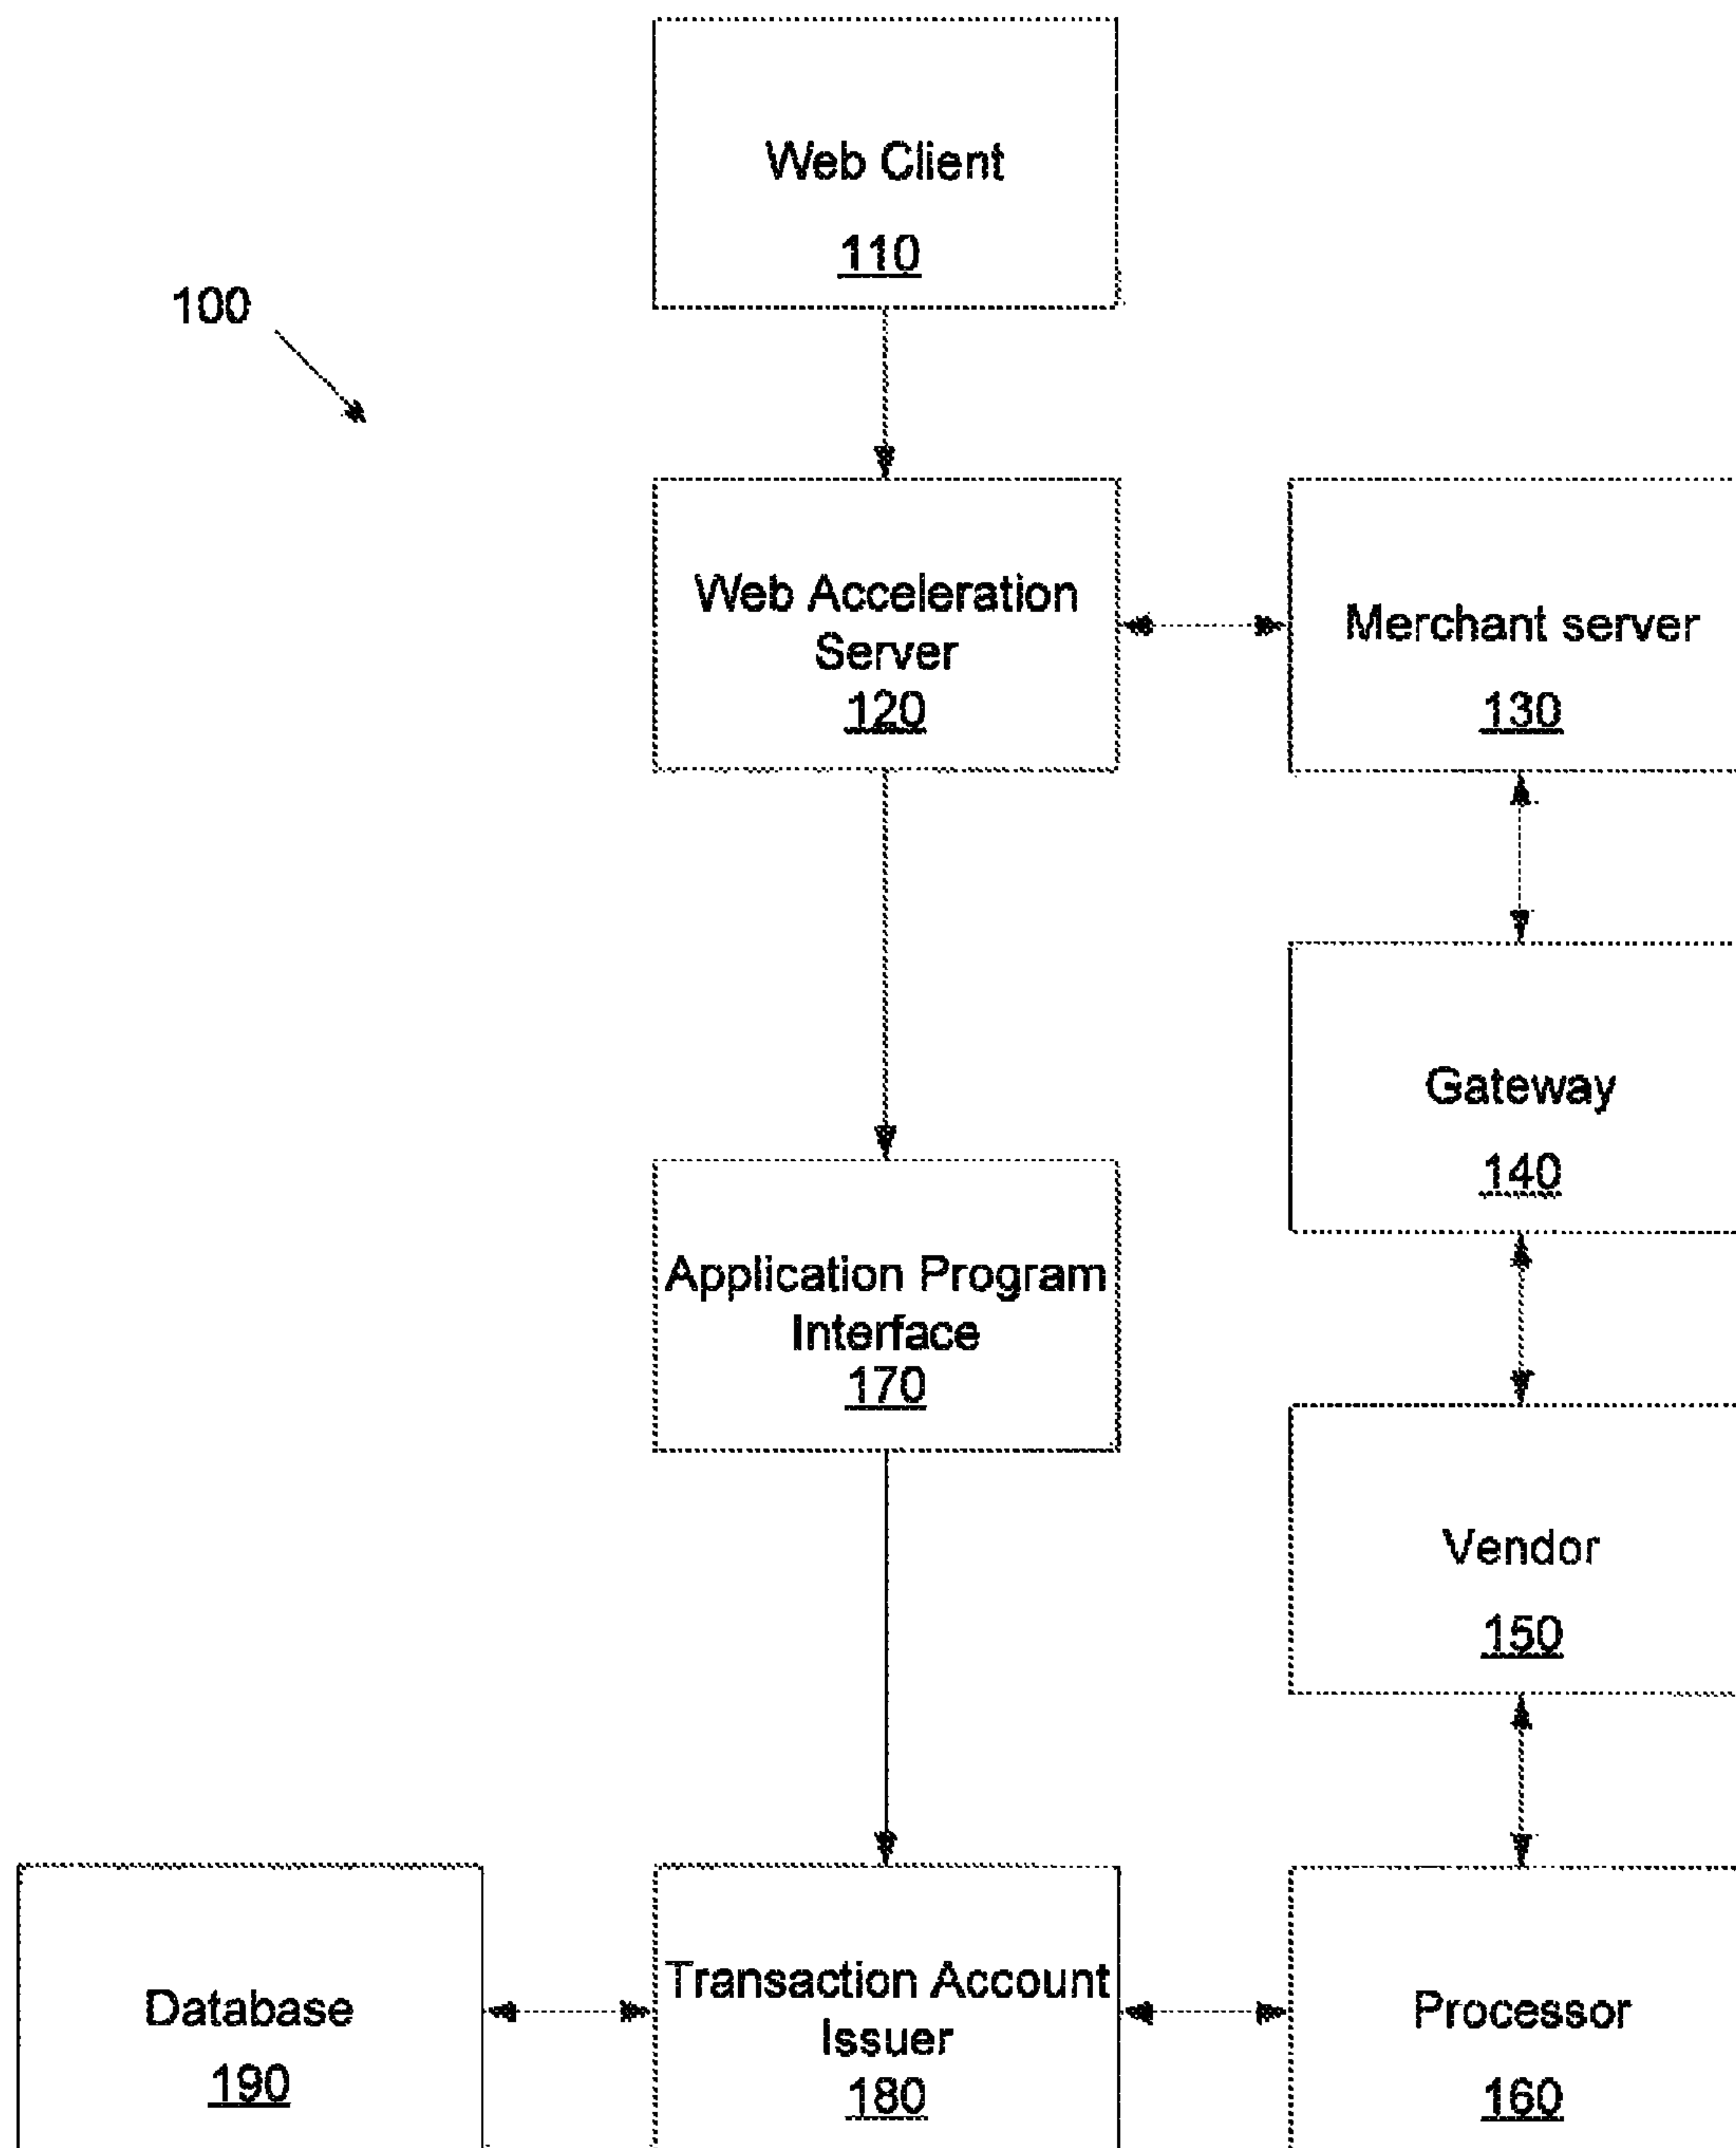 Web Client
110
100
Web Acceleration
Server
120
Merchant server
130
Gateway
140
Application Program
Interface
170
Vendor
150
Database
190
Transaction Account
Issuer
180
Processor
160